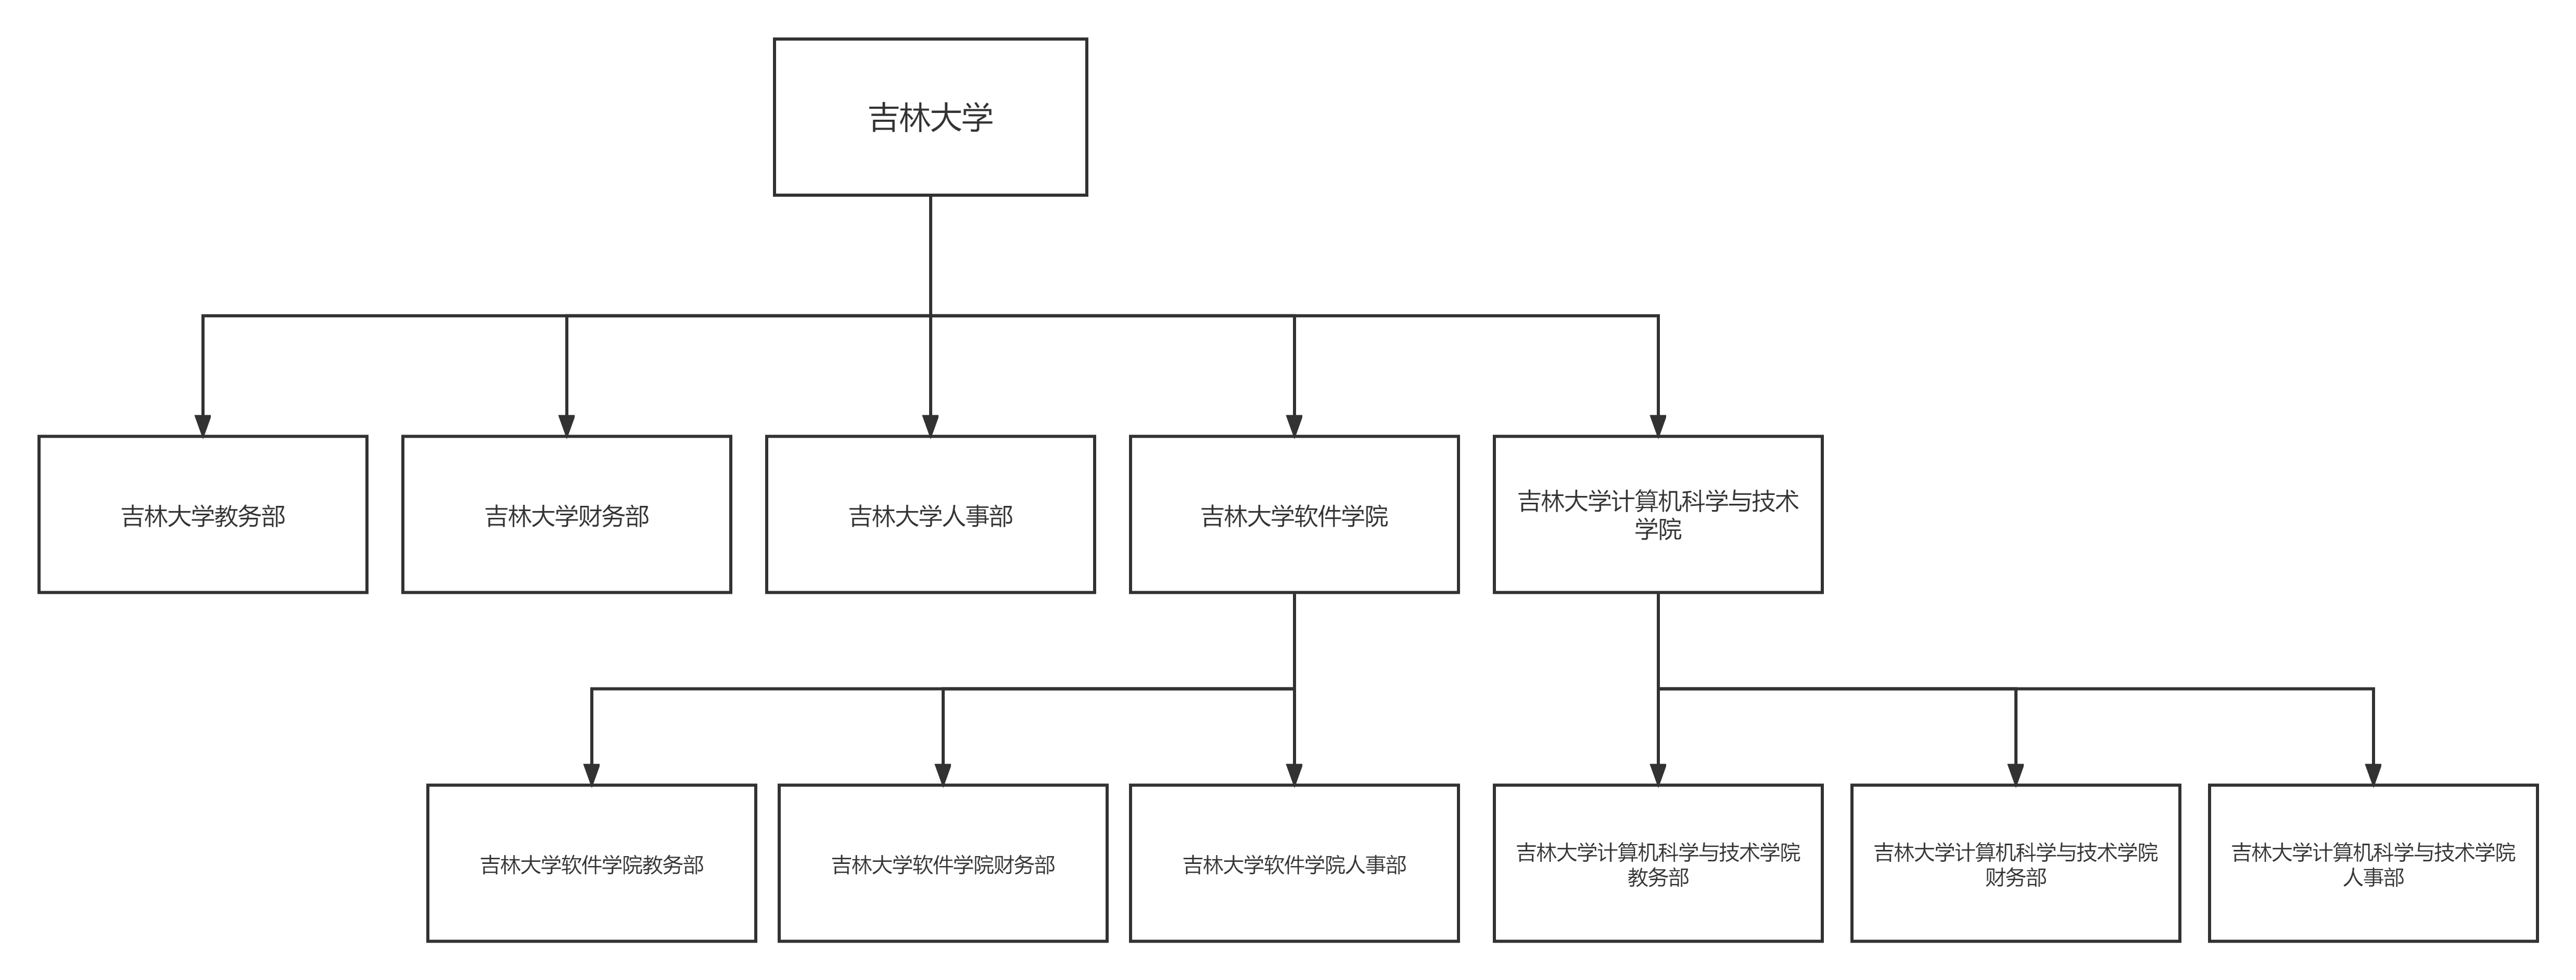 吉林大学
吉林大学教务部
吉林大学财务部
吉林大学人事部
吉林大学软件学院
吉林大学计算机科学与技术
学院
吉林大学软件学院教务部
吉林大学软件学院财务部
吉林大学软件学院人事部
吉林大学计算机科学与技术学院
教务部
吉林大学计算机科学与技术学院
财务部
吉林大学计算机科学与技术学院
人事部